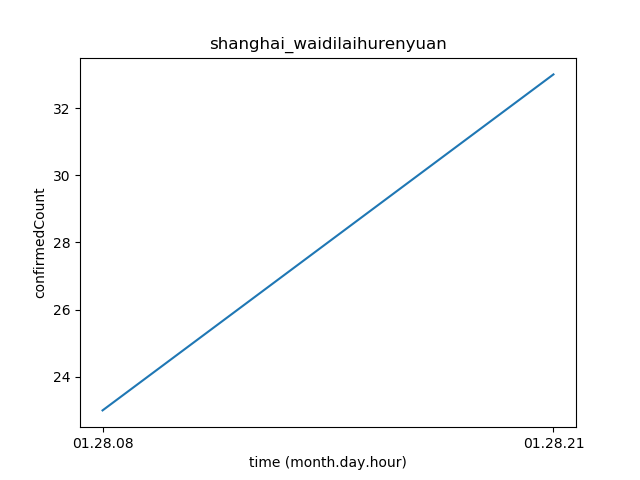 shanghai_waidilaihurenyuan
confirmedCount
32
30
28
26
24
01.28.08
01.28.21
time (month.day.hour)